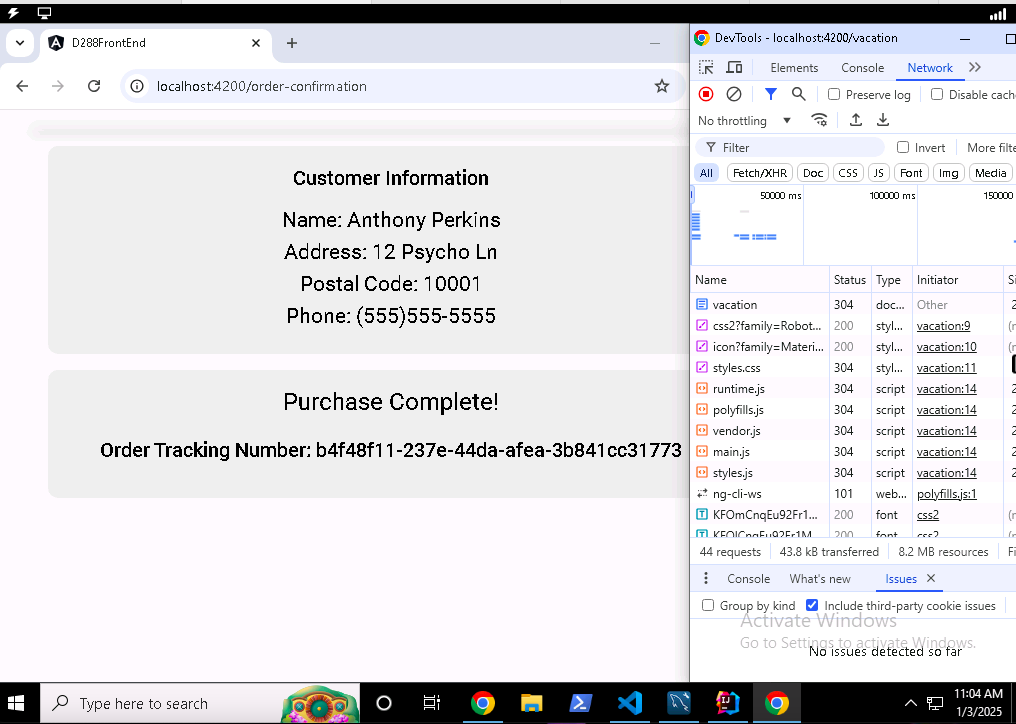 D288FrontEnd
DevTools - localhost:4200/vacation
localhost:4200/order-confirmation
Elements Console Network
Preserve log Disable cach
No throttling
Filter Invert More filte
All Fetch/XHR Doc CSS JS Font Img Media
50000 ms 100000 ms 150000
Name Status Type Initiator Si
vacation 304 doc... Other 2
css2?family=Robot... 200 styl... vacation:9 (r
icon?family=Materi... 200 styl... vacation:10 (r
styles.css 304 styl... vacation:11
runtime.js 304 script vacation:14 2
polyfills.js 304 script vacation:14 2
vendor.js 304 script vacation:14 2
main.js 304 script vacation:14 2
styles.js 304 script vacation:14 2
ng-cli-ws 101 web... polyfills.js:1
KFOmCnqEu92Fr1... 200 font css2 (r
200 font css2
44 requests 43.8 kB transferred 8.2 MB resources Fi
Console What's new Issues
Group by kind Include third-party cookie issues
No issues detected so far
Customer Information
Name: Anthony Perkins
Address: 12 Psycho Ln
Postal Code: 10001
Phone: (555)555-5555
Purchase Complete!
Order Tracking Number: b4f48f11-237e-44da-afea-3b841cc31773
Activate Windows
Go to Settings to activate Windows.
Type here to search
11:04 AM
1/3/2025